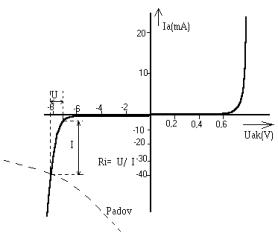 Ia(mA)
20
10
U
-8 -6 -4 -2
0,2 0,4 0,6
Uak(V)
-10
-20
-30
-40
I
Ri= U/ I
Padov